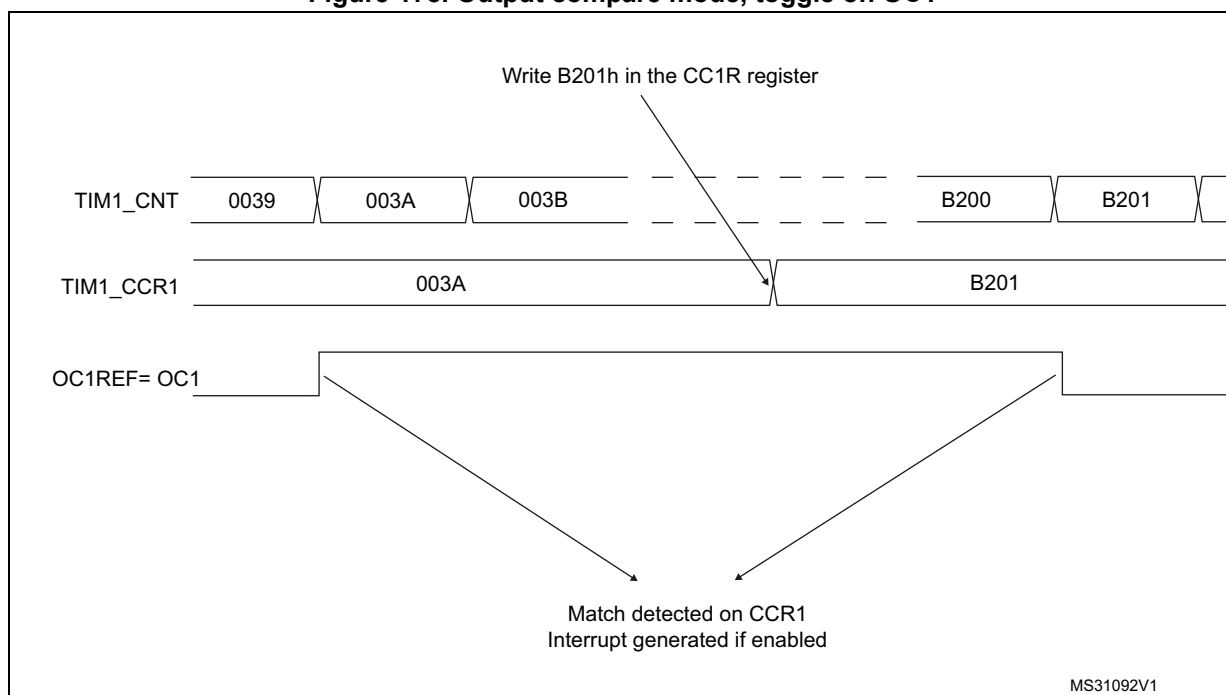 Write B201h in the CC1R register
TIM1_CNT 0039 003A 003B B200 B201
TIM1_CCR1 003A B201
OC1REF= OC1
Match detected on CCR1
Interrupt generated if enabled
MS31092V1